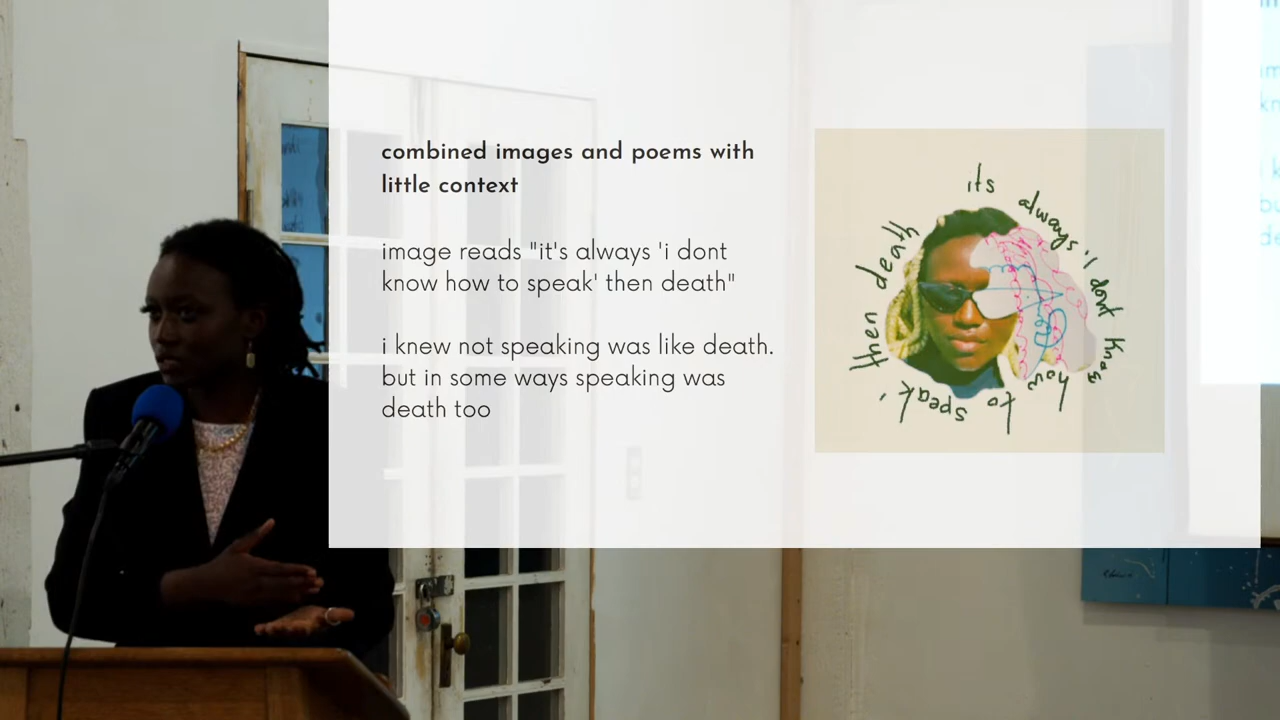 combined images and poems with
little context
image reads "it's always 'i dont
know how to speak' then death"
i knew not speaking was like death.
but in some ways speaking was
death too
its always 'i dont know how to speak' then death